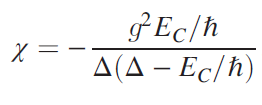 χ = − g²E_C/ħ / Δ(Δ − E_C/ħ)